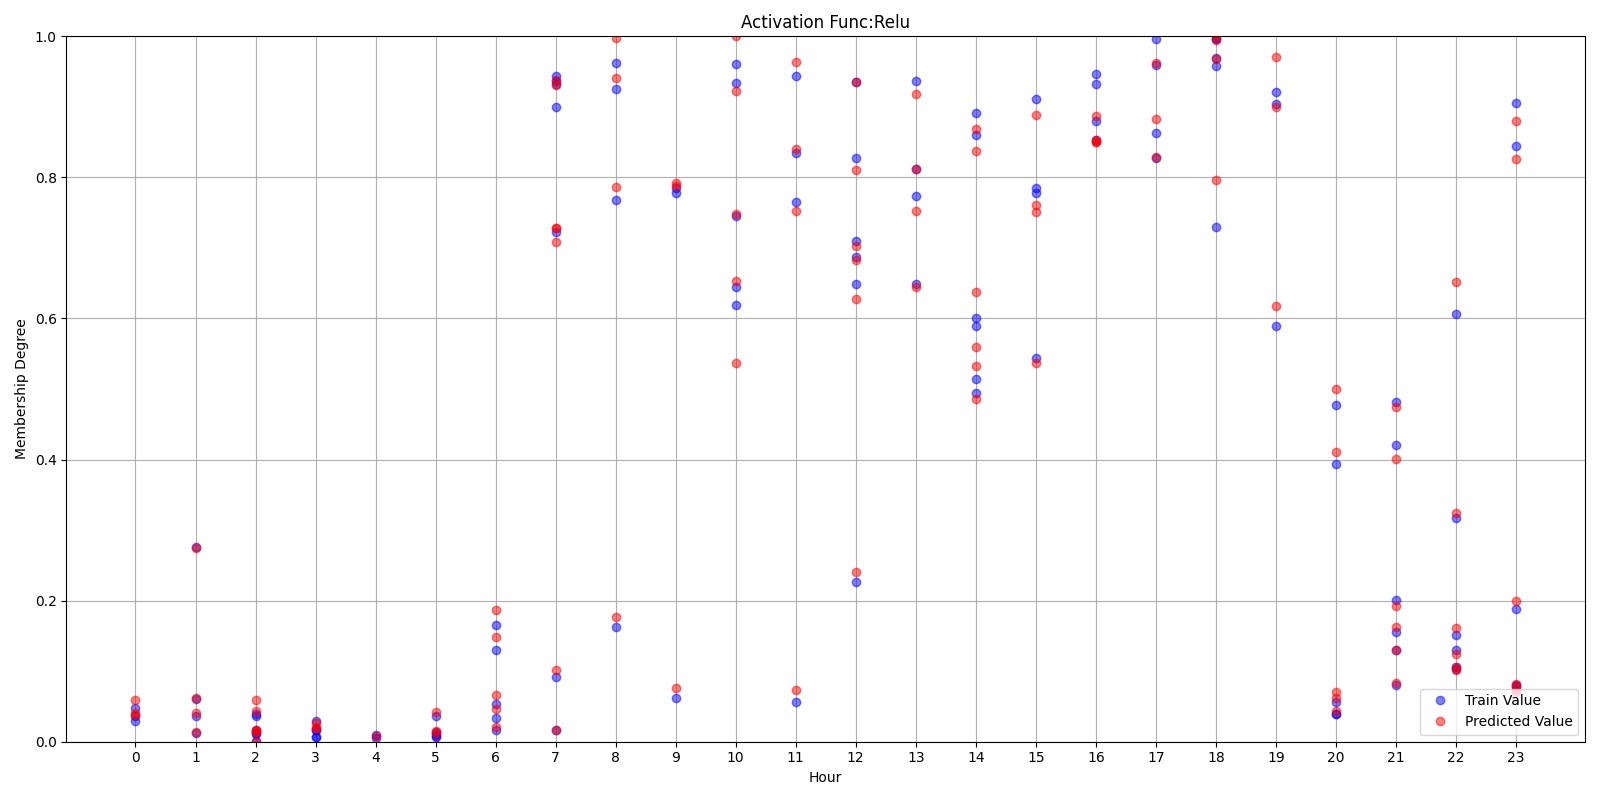 Activation Func:Relu
Membership Degree
1.0
0.8
0.6
0.4
0.2
0.0
Train Value
Predicted Value
0 1 2 3 4 5 6 7 8 9 10 11 12 13 14 15 16 17 18 19 20 21 22 23
Hour